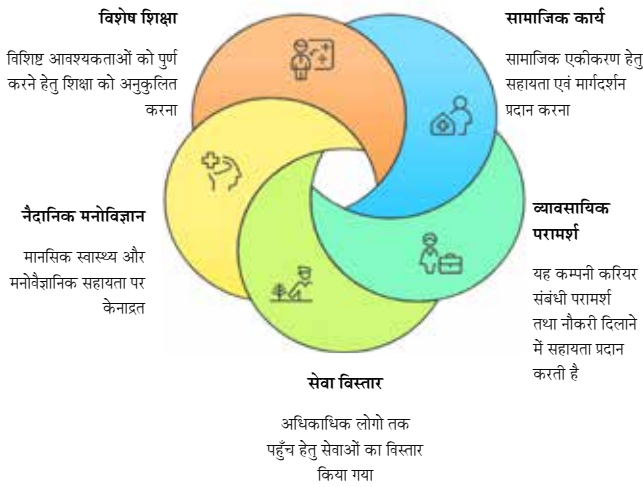 विशेष शिक्षा
विशिष्ट आवश्यकताओं को पुर्ण
करने हेतु शिक्षा को अनुकुलित
करना
सामाजिक कार्य
सामाजिक एकीकरण हेतु
सहायता एवं मार्गदर्शन
प्रदान करना
नैदानिक मनोविज्ञान
मानसिक स्वास्थ्य और
मनोवैज्ञानिक सहायता पर
केनाद्रत
व्यावसायिक
परामर्श
यह कम्पनी करियर
संबंधी परामर्श
तथा नौकरी दिलाने
में सहायता प्रदान
करती है
सेवा विस्तार
अधिकाधिक लोगो तक
पहुँच हेतु सेवाओं का विस्तार
किया गया